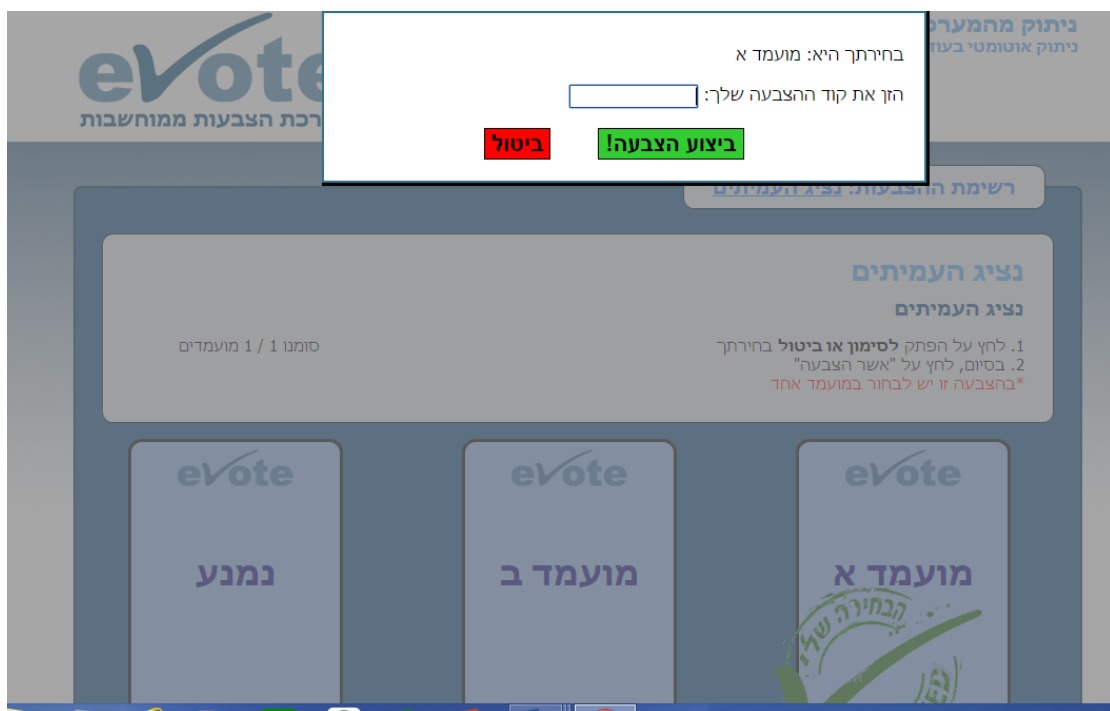 ניתוק מהמערכ
ניתוק אוטומטי בעוד
evote
רכת הצבעות ממוחשבות
בחירתך היא: מועמד א
הזן את קוד ההצבעה שלך:
ביצוע הצבעה!
ביטול
רשימת ההצבעות: נציג העמיתים
נציג העמיתים
נציג העמיתים
1. לחץ על הפתק לסימון או ביטול בחירתך
2. בסיום, לחץ על "אשר הצבעה"
*בהצבעה זו יש לבחור במועמד אחד
סומנו 1 / 1 מועמדים
evote
מועמד א
הבחירה שלי
evote
מועמד ב
evote
נמנע